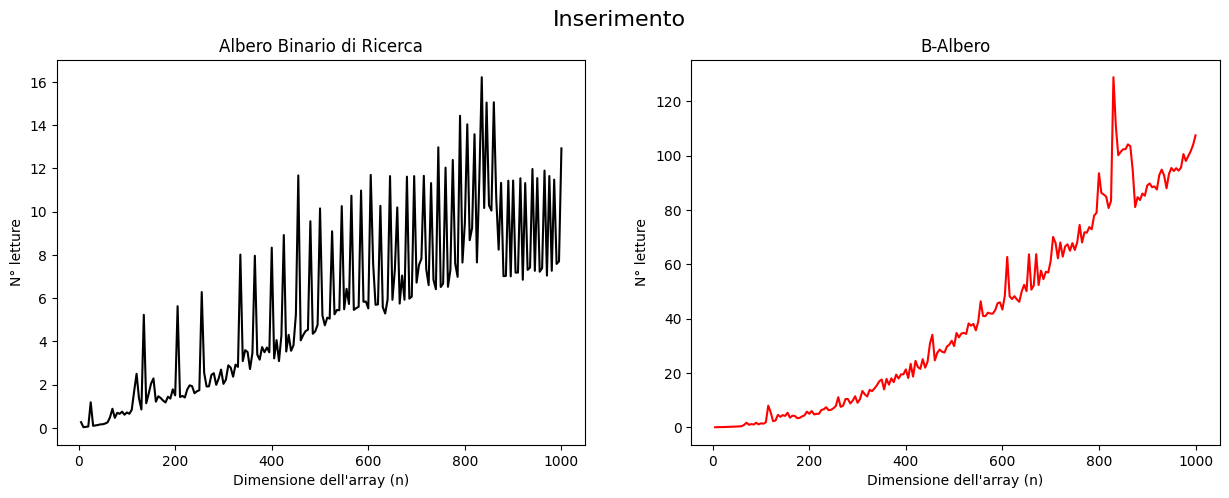 Inserimento
Albero Binario di Ricerca
N° letture
16
14
12
10
8
6
4
2
0
0 200 400 600 800 1000
Dimensione dell'array (n)
B-Albero
N° letture
120
100
80
60
40
20
0
0 200 400 600 800 1000
Dimensione dell'array (n)